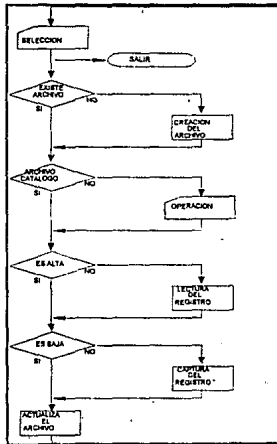 SELECCION
SALIR
EXISTE
ARCHIVO
NO
SI
CREACION
DEL
ARCHIVO
ARCHIVO
CATALOGO
NO
SI
OPERACION
ES ALTA
NO
SI
LECTURA
DEL
REGISTRO
ES BAJA
NO
SI
CAPTURA
DEL
REGISTRO
ACTUALIZA
EL
ARCHIVO